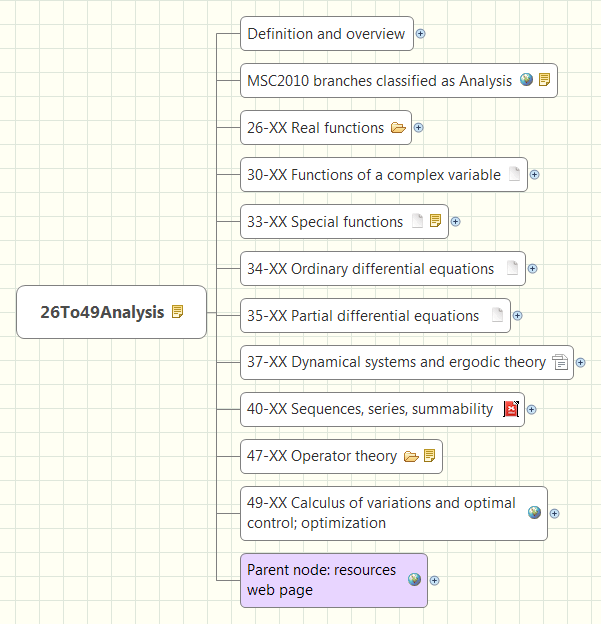 Definition and overview
MSC2010 branches classified as Analysis
26-XX Real functions
30-XX Functions of a complex variable
33-XX Special functions
34-XX Ordinary differential equations
26To49Analysis
35-XX Partial differential equations
37-XX Dynamical systems and ergodic theory
40-XX Sequences, series, summability
47-XX Operator theory
49-XX Calculus of variations and optimal
control; optimization
Parent node: resources
web page